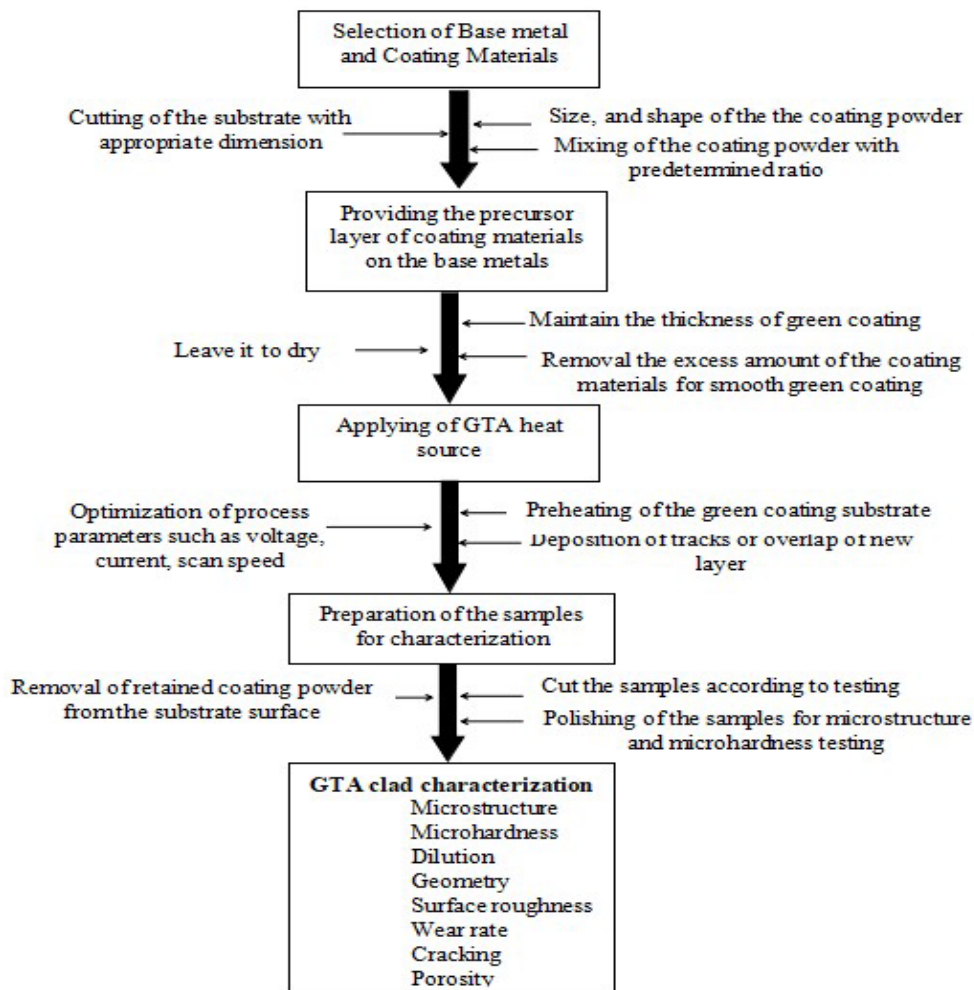 Selection of Base metal
and Coating Materials
Cutting of the substrate with
appropriate dimension
Size, and shape of the the coating powder
Mixing of the coating powder with
predetermined ratio
Providing the precursor
layer of coating materials
on the base metals
Leave it to dry
Maintain the thickness of green coating
Removal the excess amount of the coating
materials for smooth green coating
Applying of GTA heat
source
Optimization of process
parameters such as voltage,
current, scan speed
Preheating of the green coating substrate
Deposition of tracks or overlap of new
layer
Preparation of the samples
for characterization
Removal of retained coating powder
from the substrate surface
Cut the samples according to testing
Polishing of the samples for microstructure
and microhardness testing
GTA clad characterization
Microstructure
Microhardness
Dilution
Geometry
Surface roughness
Wear rate
Cracking
Porosity